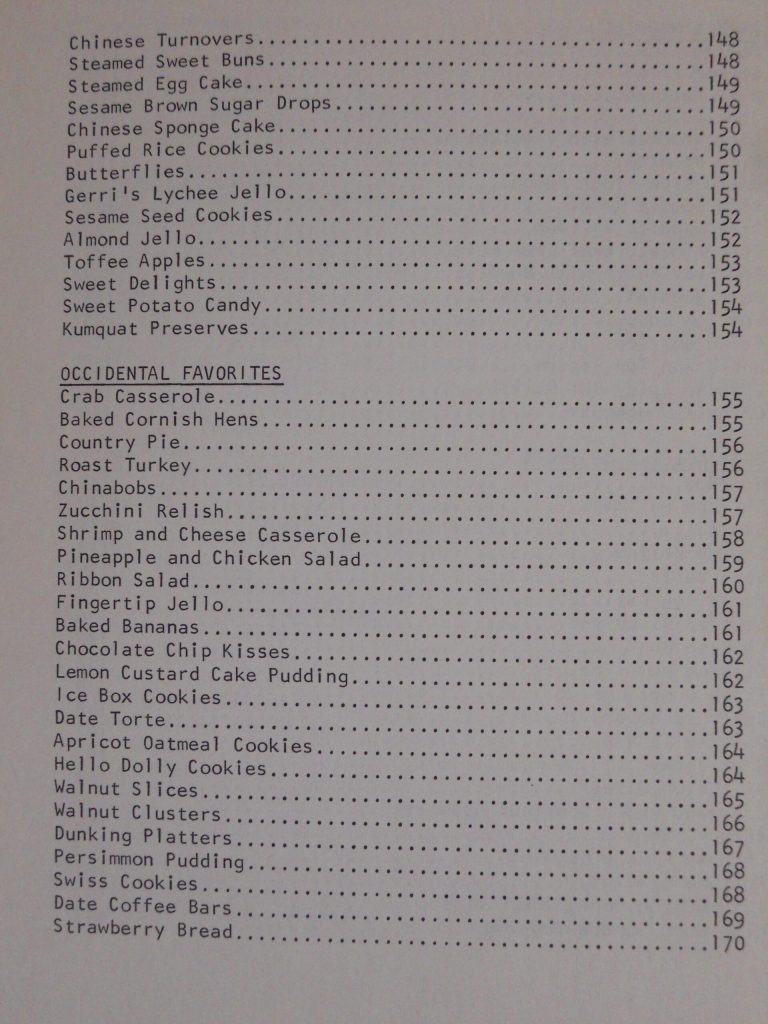 Chinese Turnovers................................................148
Steamed Sweet Buns...............................................148
Steamed Egg Cake.................................................149
Sesame Brown Sugar Drops.........................................149
Chinese Sponge Cake..............................................150
Puffed Rice Cookies..............................................150
Butterflies......................................................151
Gerri's Lychee Jello.............................................151
Sesame Seed Cookies..............................................152
Almond Jello.....................................................152
Toffee Apples....................................................153
Sweet Delights...................................................153
Sweet Potato Candy...............................................154
Kumquat Preserves................................................154
OCCIDENTAL FAVORITES
Crab Casserole...................................................155
Baked Cornish Hens...............................................155
Country Pie......................................................156
Roast Turkey.....................................................156
Chinabobs........................................................157
Zucchini Relish..................................................157
Shrimp and Cheese Casserole......................................158
Pineapple and Chicken Salad......................................159
Ribbon Salad.....................................................160
Fingertip Jello..................................................161
Baked Bananas....................................................161
Chocolate Chip Kisses............................................162
Lemon Custard Cake Pudding.......................................162
Ice Box Cookies..................................................163
Date Torte.......................................................163
Apricot Oatmeal Cookies..........................................164
Hello Dolly Cookies..............................................164
Walnut Slices....................................................165
Walnut Clusters..................................................166
Dunking Platters.................................................167
Persimmon Pudding................................................168
Swiss Cookies....................................................168
Date Coffee Bars.................................................169
Strawberry Bread.................................................170